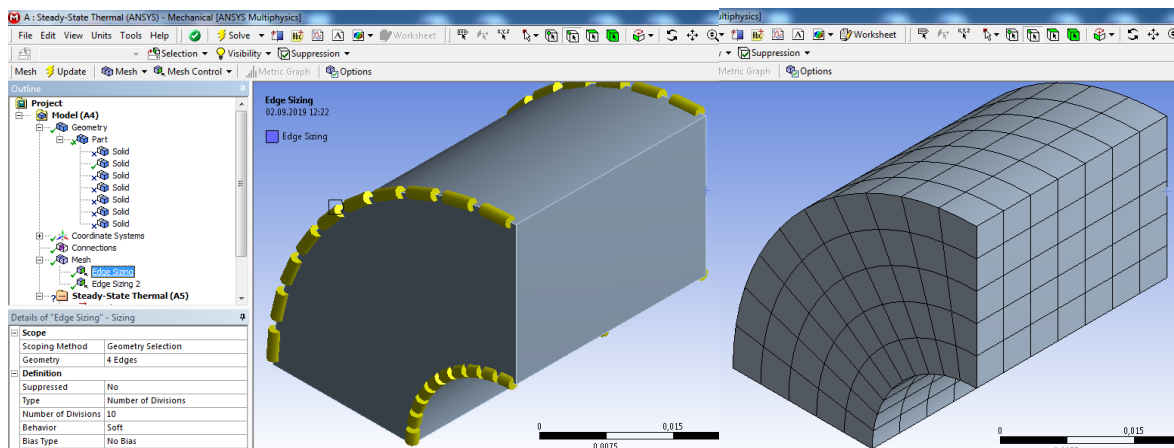 A : Steady-State Thermal (ANSYS) - Mechanical [ANSYS Multiphysics]
ltiphysics]
File Edit View Units Tools Help Solve Worksheet
Worksheet
Selection Visibility Suppression
Suppression
Mesh Update Mesh Mesh Control Metric Graph Options
Metric Graph Options
Outline
Project
Model (A4)
Geometry
Part
Solid
Solid
Solid
Solid
Solid
Solid
Solid
Coordinate Systems
Connections
Mesh
Edge Sizing
Edge Sizing 2
Steady-State Thermal (A5)
Details of "Edge Sizing" - Sizing
Scope
Scoping Method Geometry Selection
Geometry 4 Edges
Definition
Suppressed No
Type Number of Divisions
Number of Divisions 10
Behavior Soft
Bias Type No Bias
Edge Sizing
02.09.2019 12:22
Edge Sizing
0 0,015
0.0075
0 0,015
0.0075